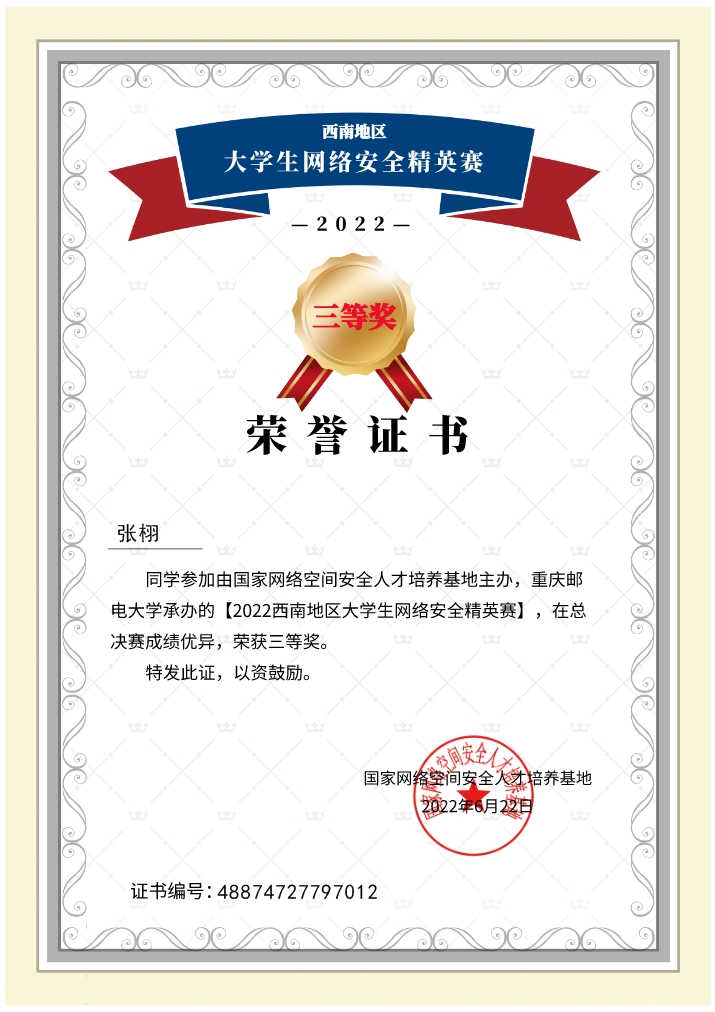 西南地区
大学生网络安全精英赛
—2022—
三等奖
荣誉证书
张栩
同学参加由国家网络空间安全人才培养基地主办，重庆邮
电大学承办的【2022西南地区大学生网络安全精英赛】，在总
决赛成绩优异，荣获三等奖。
特发此证，以资鼓励。
国家网络空间安全人才培养基地
国家网络空间安全人才培养基地
2022年6月22日
证书编号：48874727797012